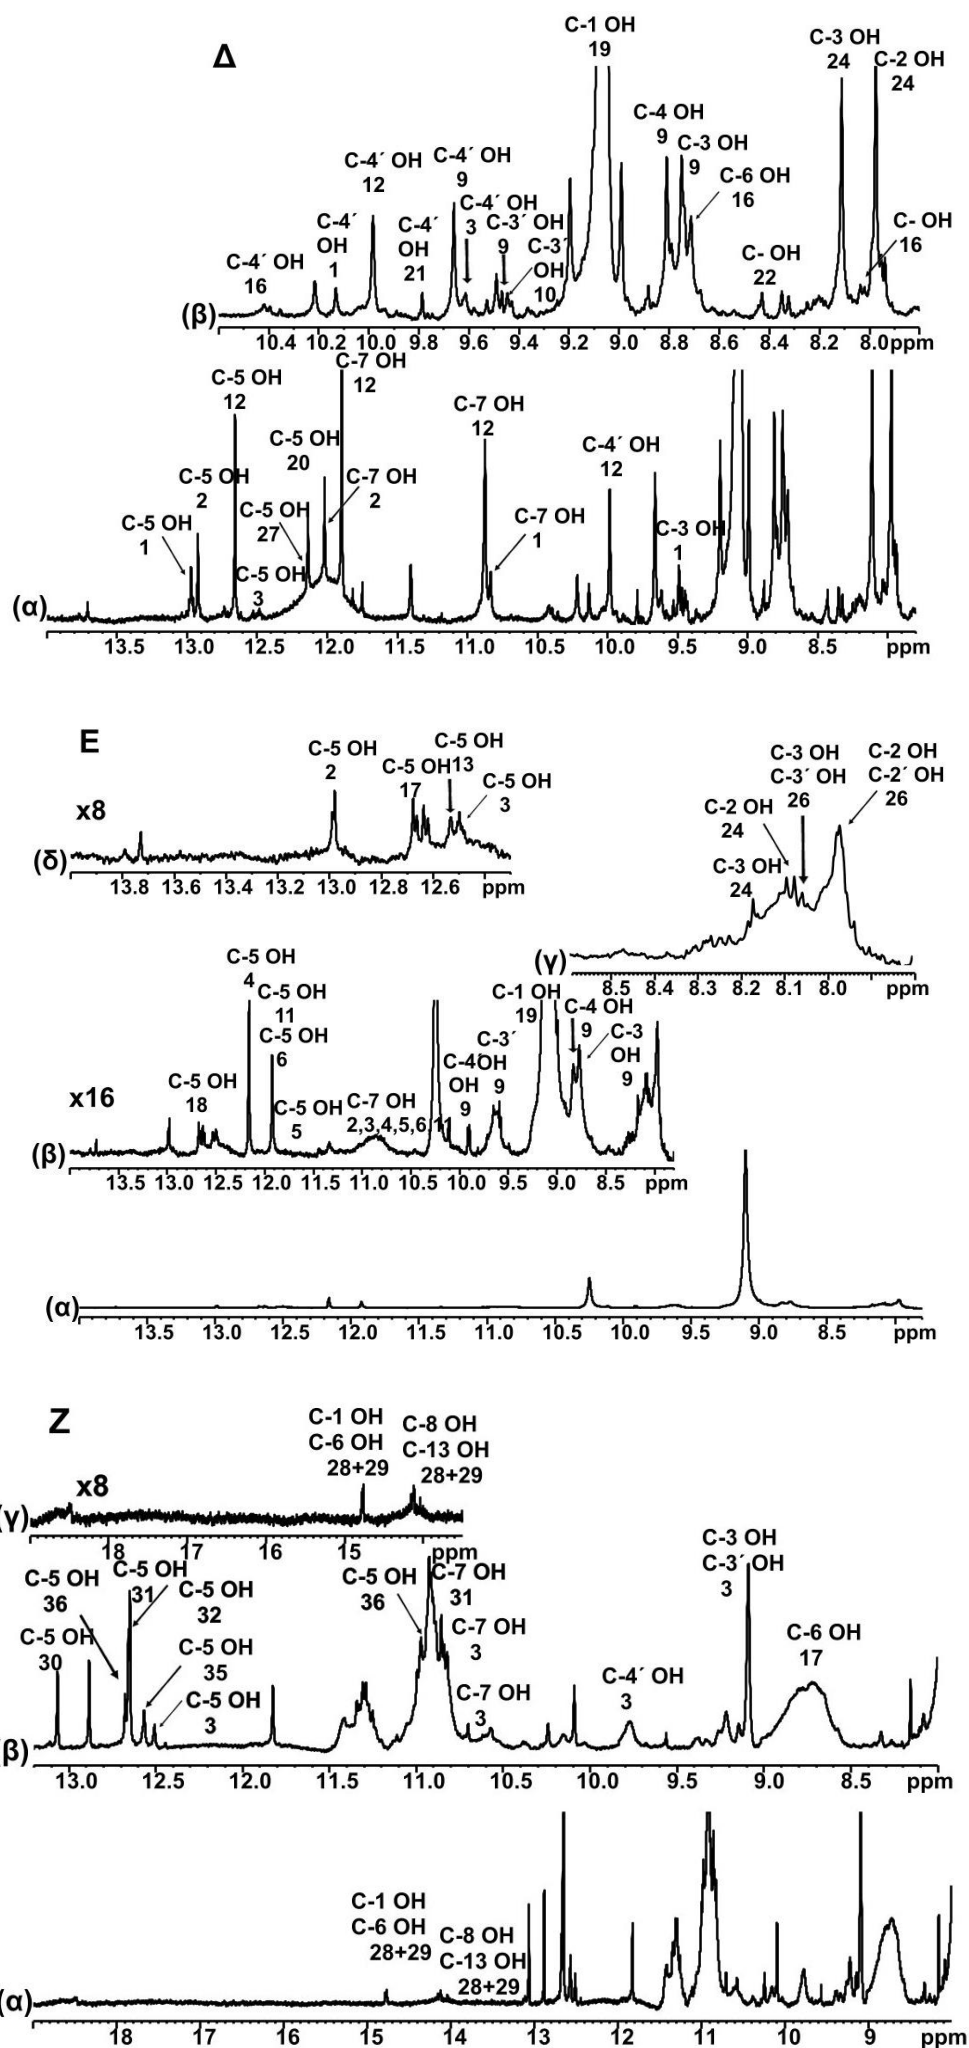 Δ
C-1 OH
19
C-3 OH
24
C-2 OH
24
C-4 OH
9
C-3 OH
9
C-6 OH
16
C-4´ OH
12
C-4´ OH
9
C-4´ OH
3
C-3´ OH
9
C-3´
OH
10
C-4´
OH
1
C-4´
OH
21
C-4´ OH
16
C- OH
22
C- OH
16
(β)
10.4 10.2 10.0 9.8 9.6 9.4 9.2 9.0 8.8 8.6 8.4 8.2 8.0ppm
C-7 OH
12
C-5 OH
12
C-5 OH
20
C-5 OH
2
C-7 OH
2
C-5 OH
1
C-5 OH
27
C-5 OH
3
C-7 OH
12
C-7 OH
1
C-4´ OH
12
C-3 OH
1
(α)
13.5 13.0 12.5 12.0 11.5 11.0 10.5 10.0 9.5 9.0 8.5 ppm
E
x8
C-5 OH
2
C-5 OH
17
C-5 OH
13
C-5 OH
3
(δ)
13.8 13.6 13.4 13.2 13.0 12.8 12.6 ppm
C-3 OH
C-3´ OH
26
C-2 OH
C-2´ OH
26
C-2 OH
24
C-3 OH
24
(γ)
8.5 8.4 8.3 8.2 8.1 8.0 ppm
x16
C-5 OH
4
C-5 OH
11
C-5 OH
6
C-5 OH
18
C-5 OH
5
C-7 OH
2,3,4,5,6,11
C-4´
OH
9
C-3´
OH
9
C-1 OH
19
C-4 OH
9
C-3
OH
9
(β)
13.5 13.0 12.5 12.0 11.5 11.0 10.5 10.0 9.5 9.0 8.5 ppm
(α)
13.5 13.0 12.5 12.0 11.5 11.0 10.5 10.0 9.5 9.0 8.5 ppm
Z
x8
C-1 OH
C-6 OH
28+29
C-8 OH
C-13 OH
28+29
(γ)
18 17 16 15 ppm
C-5 OH
36
C-5 OH
31
C-5 OH
32
C-5 OH
30
C-5 OH
35
C-5 OH
3
C-5 OH
36
C-7 OH
31
C-7 OH
3
C-7 OH
3
C-4´ OH
3
C-3 OH
C-3´ OH
3
C-6 OH
17
(β)
13.0 12.5 12.0 11.5 11.0 10.5 10.0 9.5 9.0 8.5 ppm
C-1 OH
C-6 OH
28+29
C-8 OH
C-13 OH
28+29
(α)
18 17 16 15 14 13 12 11 10 9 ppm